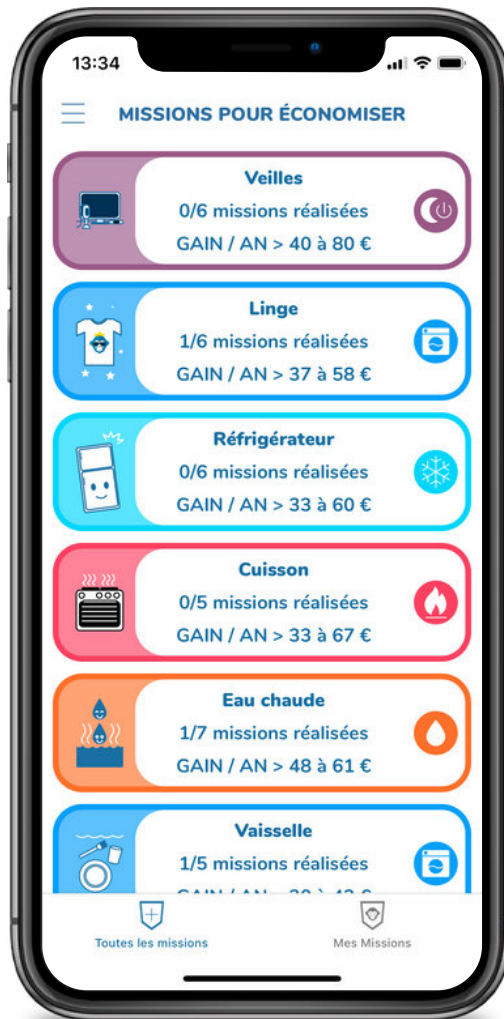 13:34
MISSIONS POUR ÉCONOMISER
Veilles
0/6 missions réalisées
GAIN / AN > 40 à 80 €
Linge
1/6 missions réalisées
GAIN / AN > 37 à 58 €
Réfrigérateur
0/6 missions réalisées
GAIN / AN > 33 à 60 €
Cuisson
0/5 missions réalisées
GAIN / AN > 33 à 67 €
Eau chaude
1/7 missions réalisées
GAIN / AN > 48 à 61 €
Vaisselle
1/5 missions réalisées
Toutes les missions
Mes Missions